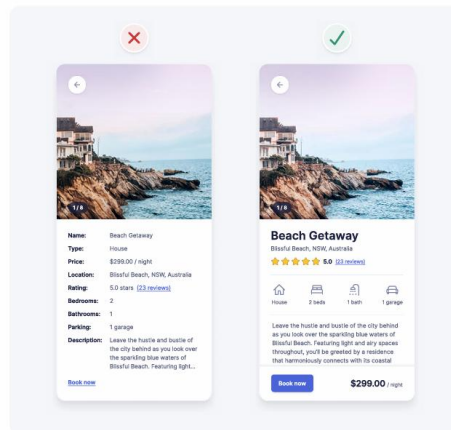 1/8
Name: Beach Getaway
Type: House
Price: $299.00 / night
Location: Blissful Beach, NSW, Australia
Rating: 5.0 stars (23 reviews)
Bedrooms: 2
Bathrooms: 1
Parking: 1 garage
Description: Leave the hustle and bustle of
the city behind as you look over
the sparkling blue waters of
Blissful Beach. Featuring light...
Book now
1/8
Beach Getaway
Blissful Beach, NSW, Australia
5.0 (23 reviews)
House 2 beds 1 bath 1 garage
Leave the hustle and bustle of the city behind
as you look over the sparkling blue waters of
Blissful Beach. Featuring light and airy spaces
throughout, you'll be greeted by a residence
that harmoniously connects with its coastal
Book now $299.00 / night